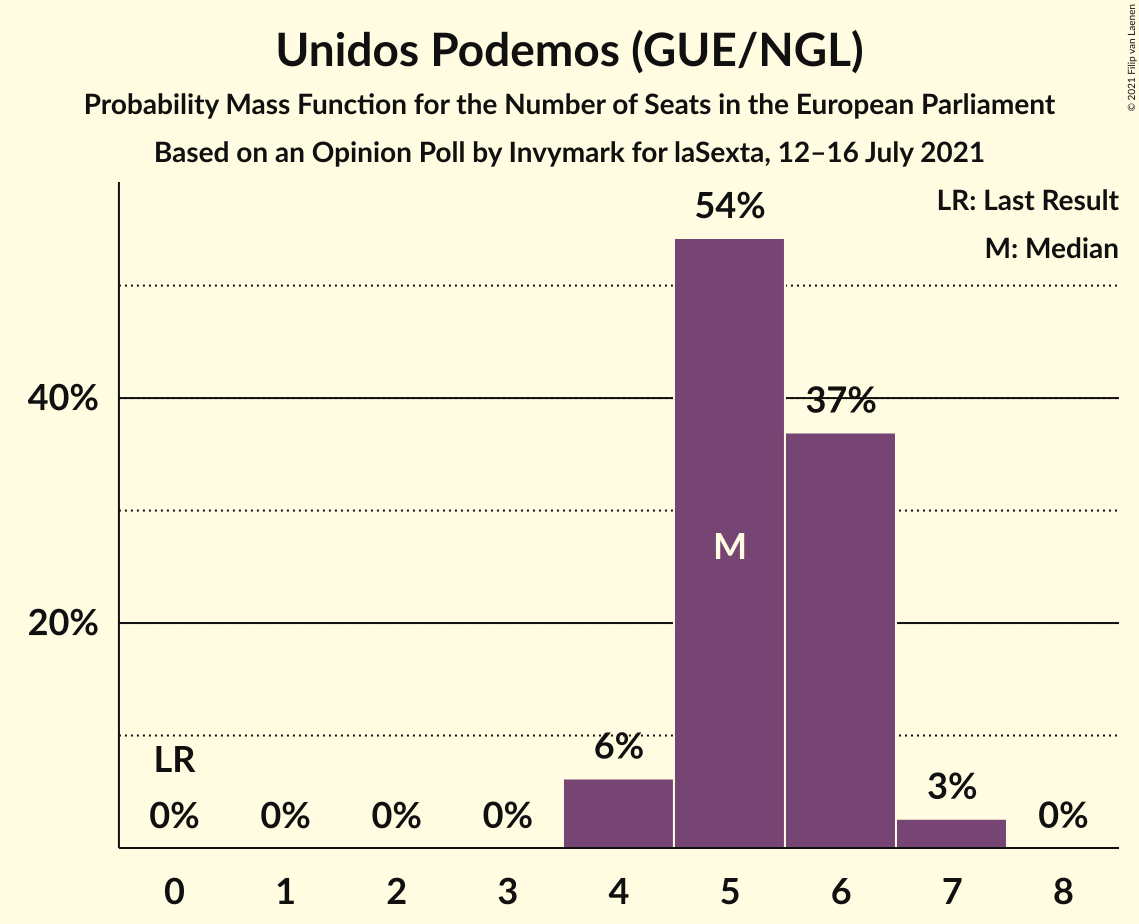 Unidos Podemos (GUE/NGL)
Probability Mass Function for the Number of Seats in the European Parliament
Based on an Opinion Poll by Invymark for laSexta, 12–16 July 2021
© 2021 Filip van Laenen
LR: Last Result
M: Median
54%
40%
37%
M
20%
LR
6%
3%
0% 0% 0% 0% 0%
0 1 2 3 4 5 6 7 8